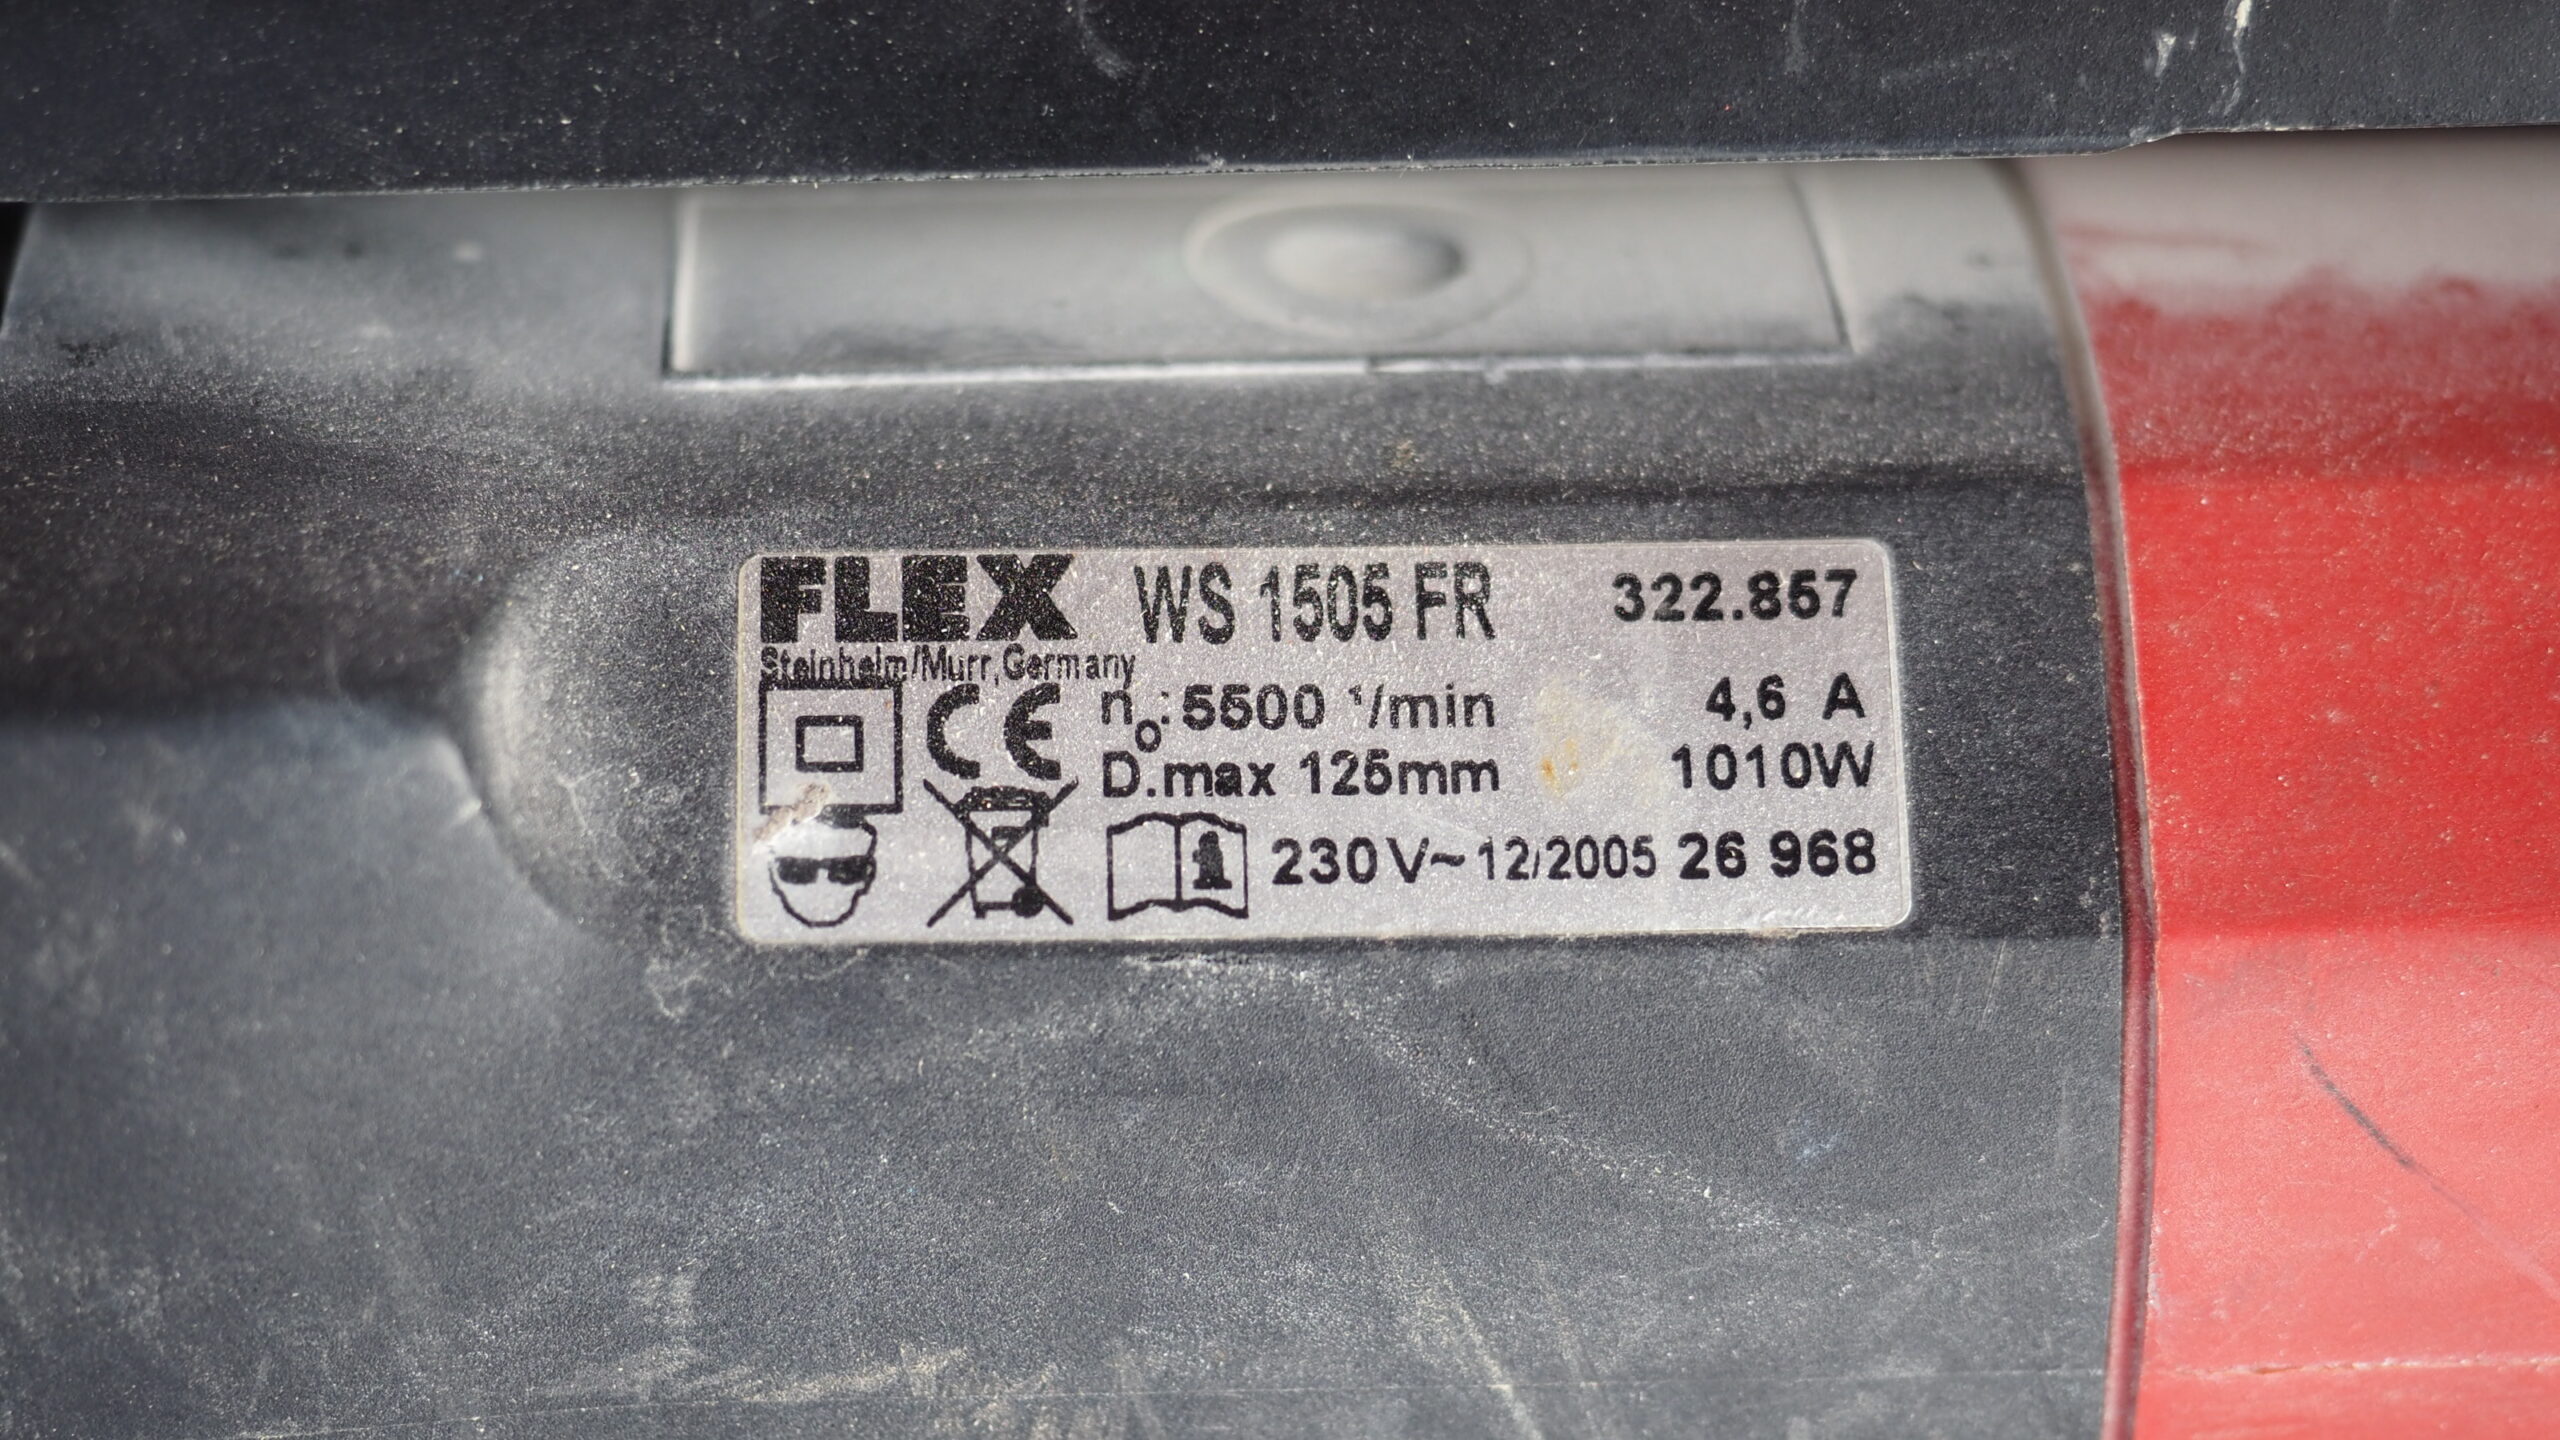 FLEX WS 1505 FR 322.857
Steinheim/Murr,Germany
CE n₀: 5500 ¹/min 4,6 A
D.max 125mm 1010W
230V~ 12/2005 26 968